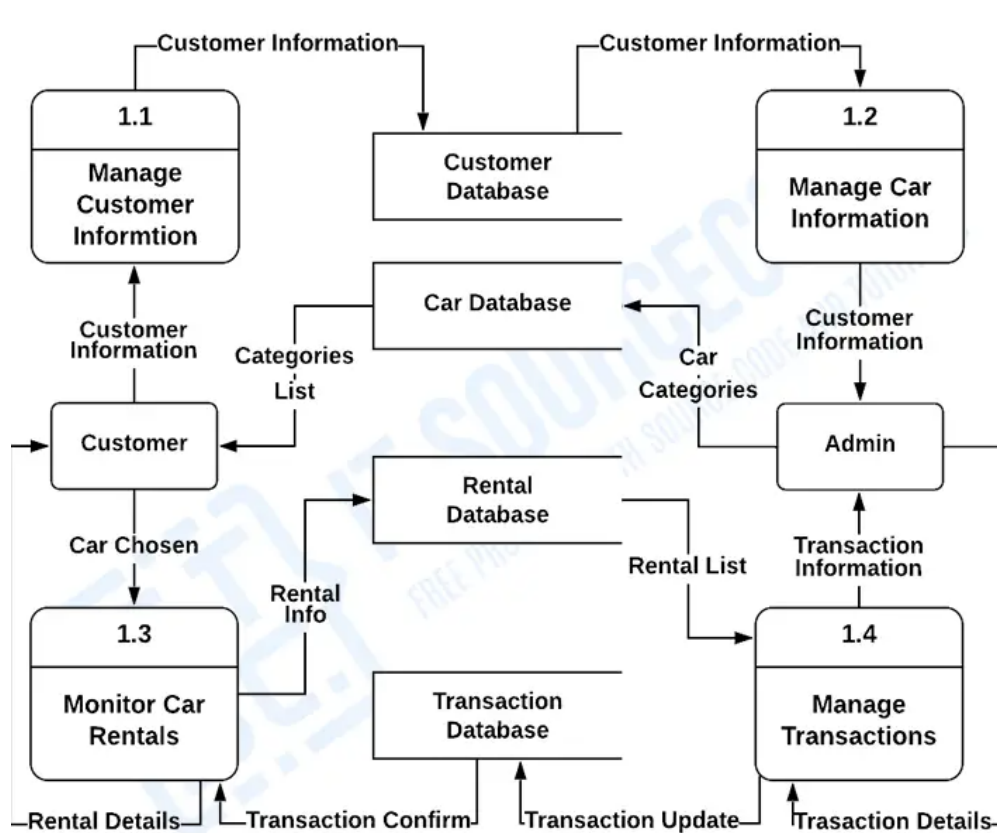 Customer Information
Customer Information
1.1
Manage
Customer
Informtion
Customer
Database
1.2
Manage Car
Information
Car Database
Customer
Information
Categories
List
Car
Categories
Customer
Information
Customer
Admin
Rental
Database
Car Chosen
Rental
Info
Rental List
Transaction
Information
1.3
Monitor Car
Rentals
Transaction
Database
1.4
Manage
Transactions
Rental Details
Transaction Confirm
Transaction Update
Trasaction Details